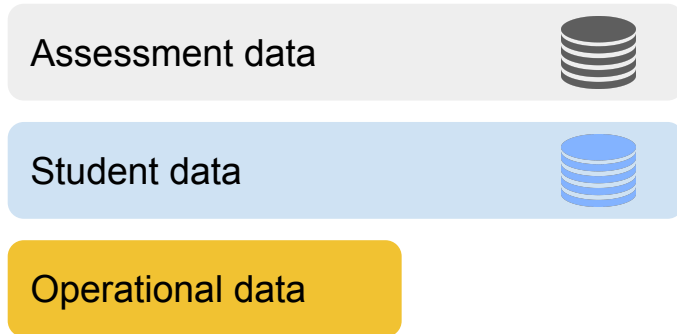 Assessment data
Student data
Operational data